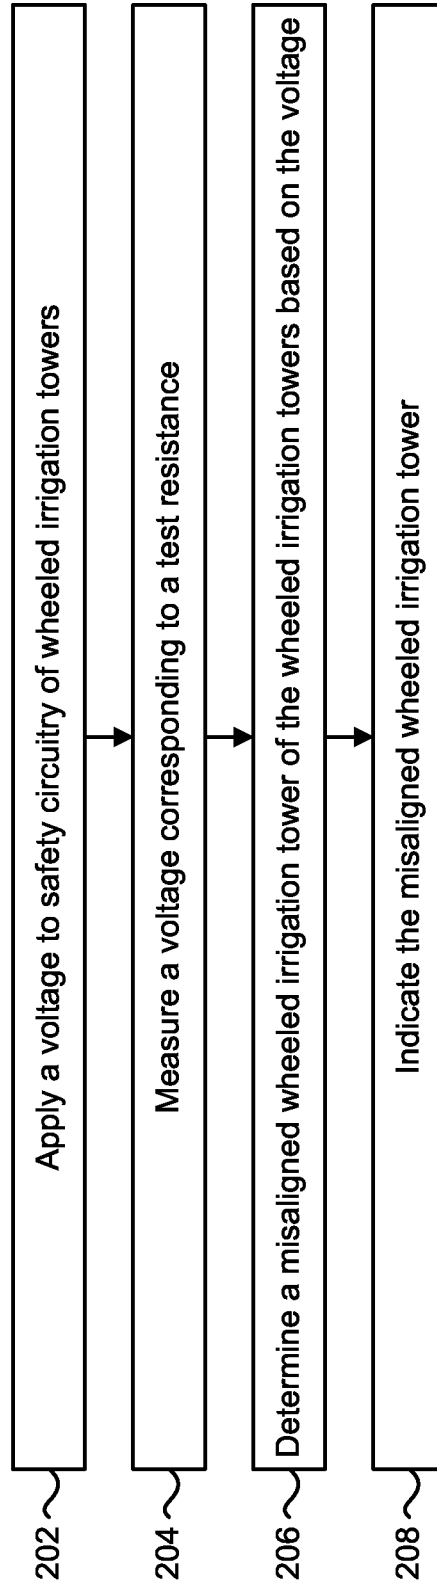 202
Apply a voltage to safety circuitry of wheeled irrigation towers
204
Measure a voltage corresponding to a test resistance
206
Determine a misaligned wheeled irrigation tower of the wheeled irrigation towers based on the voltage
208
Indicate the misaligned wheeled irrigation tower